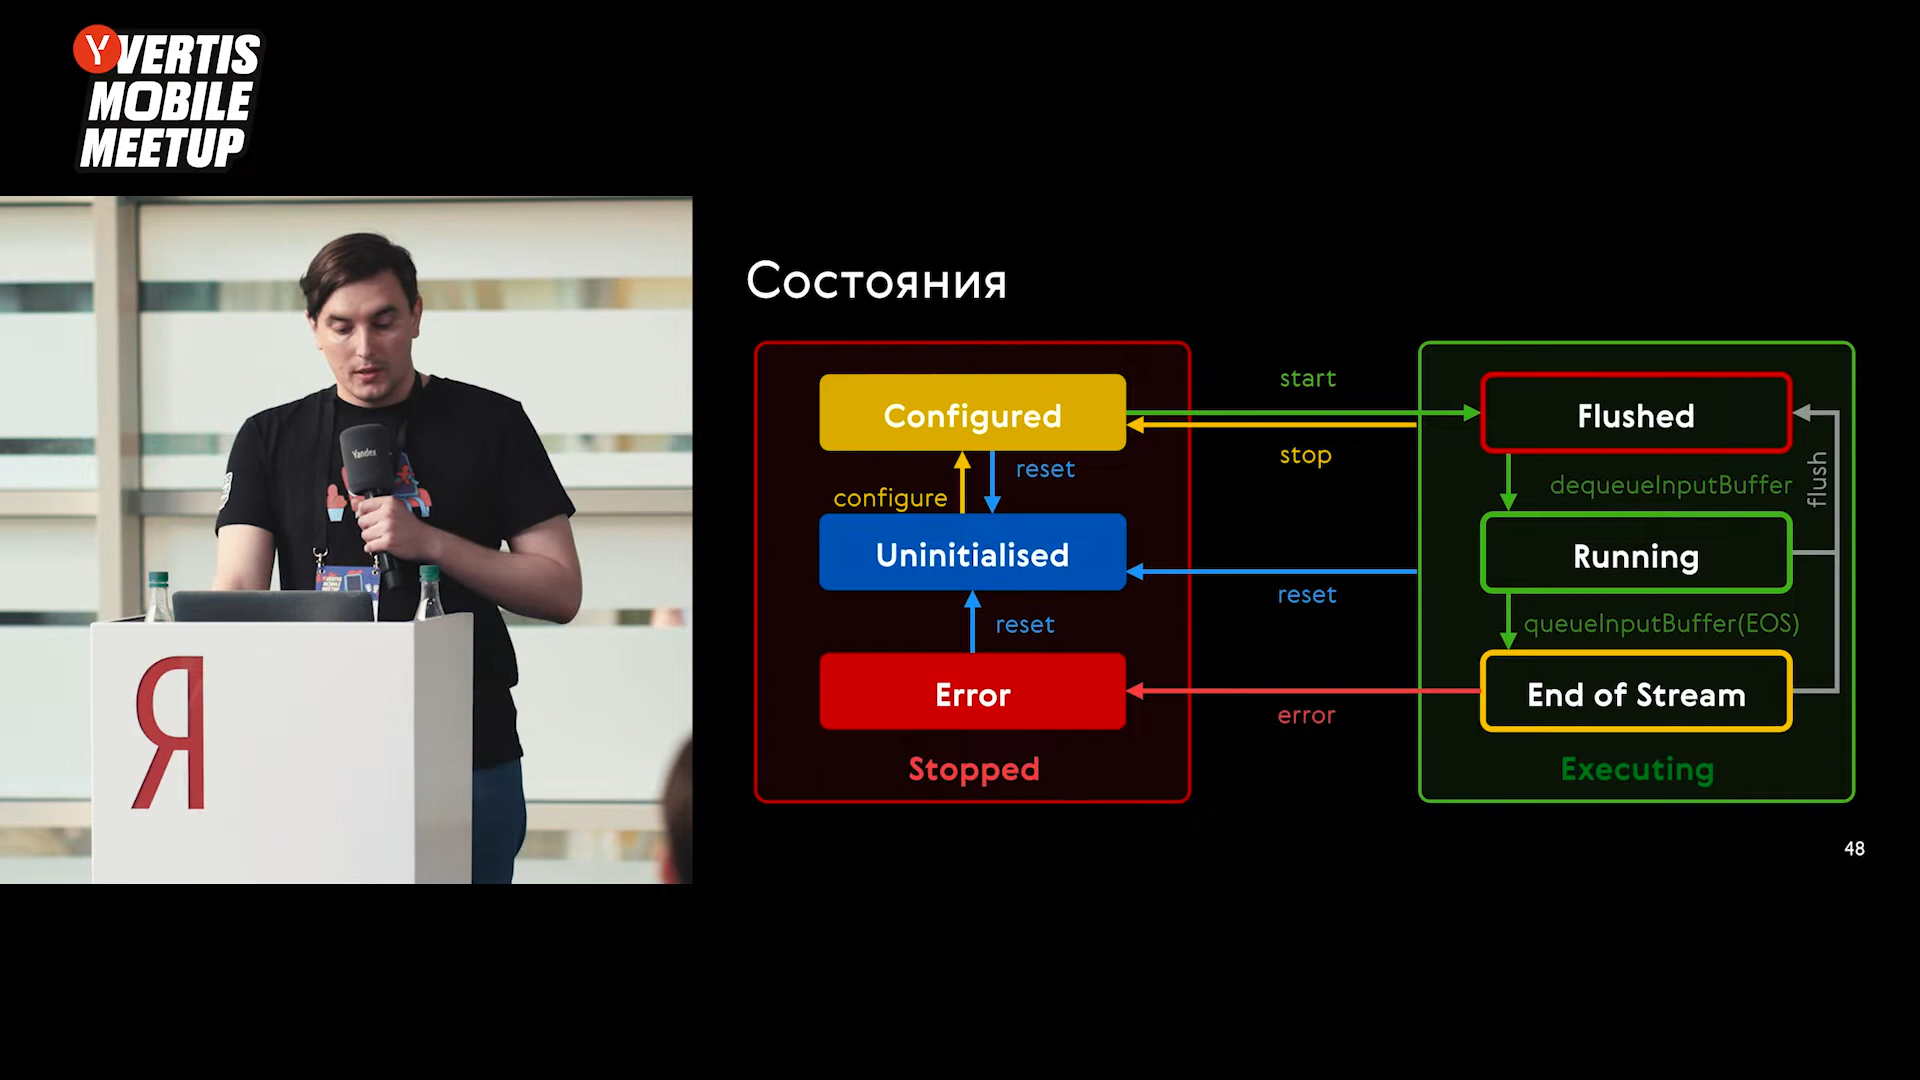 Y VERTIS
MOBILE
MEETUP
Yandex
Я
Состояния
Configured
start
Flushed
stop
reset
configure
dequeueInputBuffer
flush
Uninitialised
Running
reset
reset
queueInputBuffer(EOS)
Error
End of Stream
error
Stopped
Executing
48